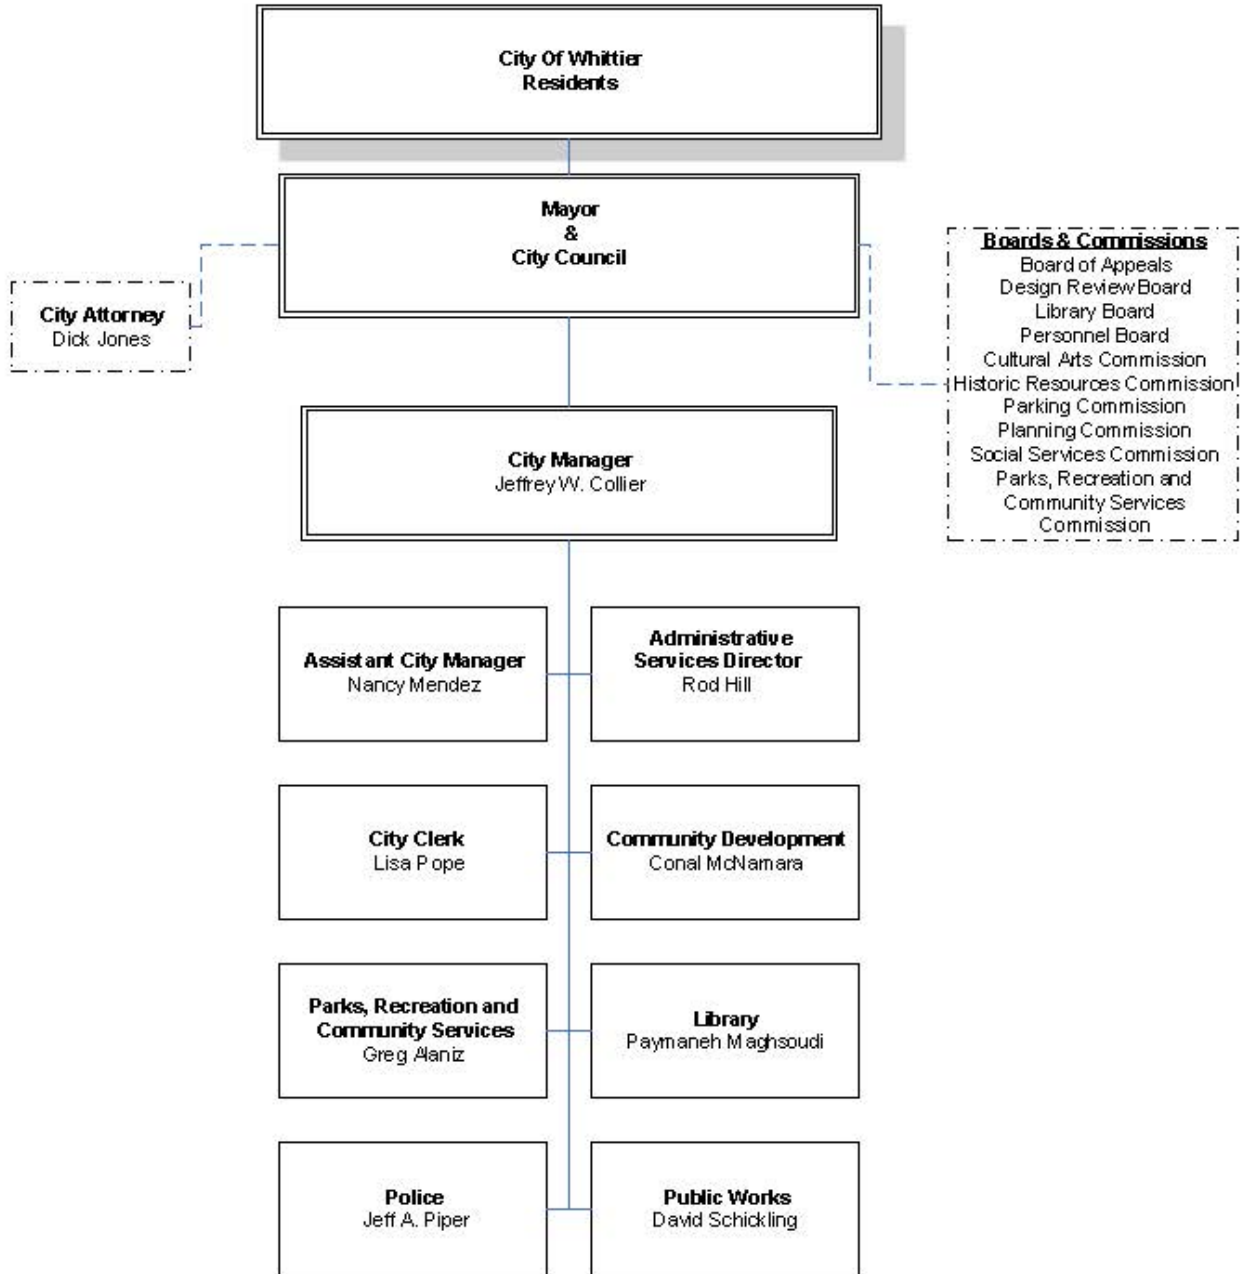 City Of Whittier
Residents
Mayor
&
City Council
City Attorney
Dick Jones
Boards & Commissions
Board of Appeals
Design Review Board
Library Board
Personnel Board
Cultural Arts Commission
Historic Resources Commission
Parking Commission
Planning Commission
Social Services Commission
Parks, Recreation and
Community Services
Commission
City Manager
Jeffrey W. Collier
Assistant City Manager
Nancy Mendez
Administrative
Services Director
Rod Hill
City Clerk
Lisa Pope
Community Development
Conal McNamara
Parks, Recreation and
Community Services
Greg Alaniz
Library
Paymaneh Maghsoudi
Police
Jeff A. Piper
Public Works
David Schickling